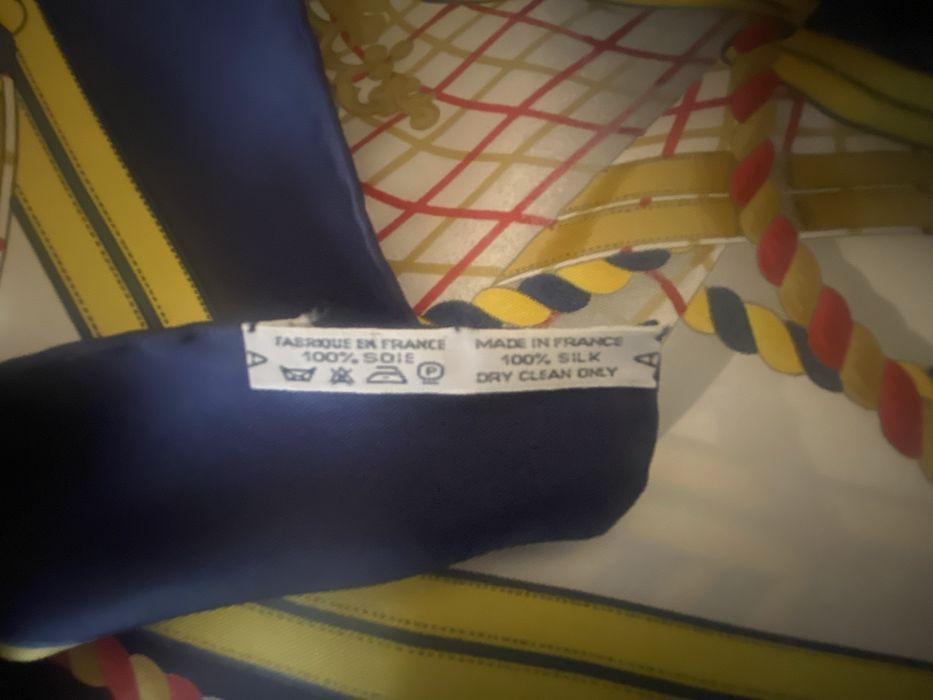 FABRIQUE EN FRANCE
100% SOIE
P
MADE IN FRANCE
100% SILK
DRY CLEAN ONLY